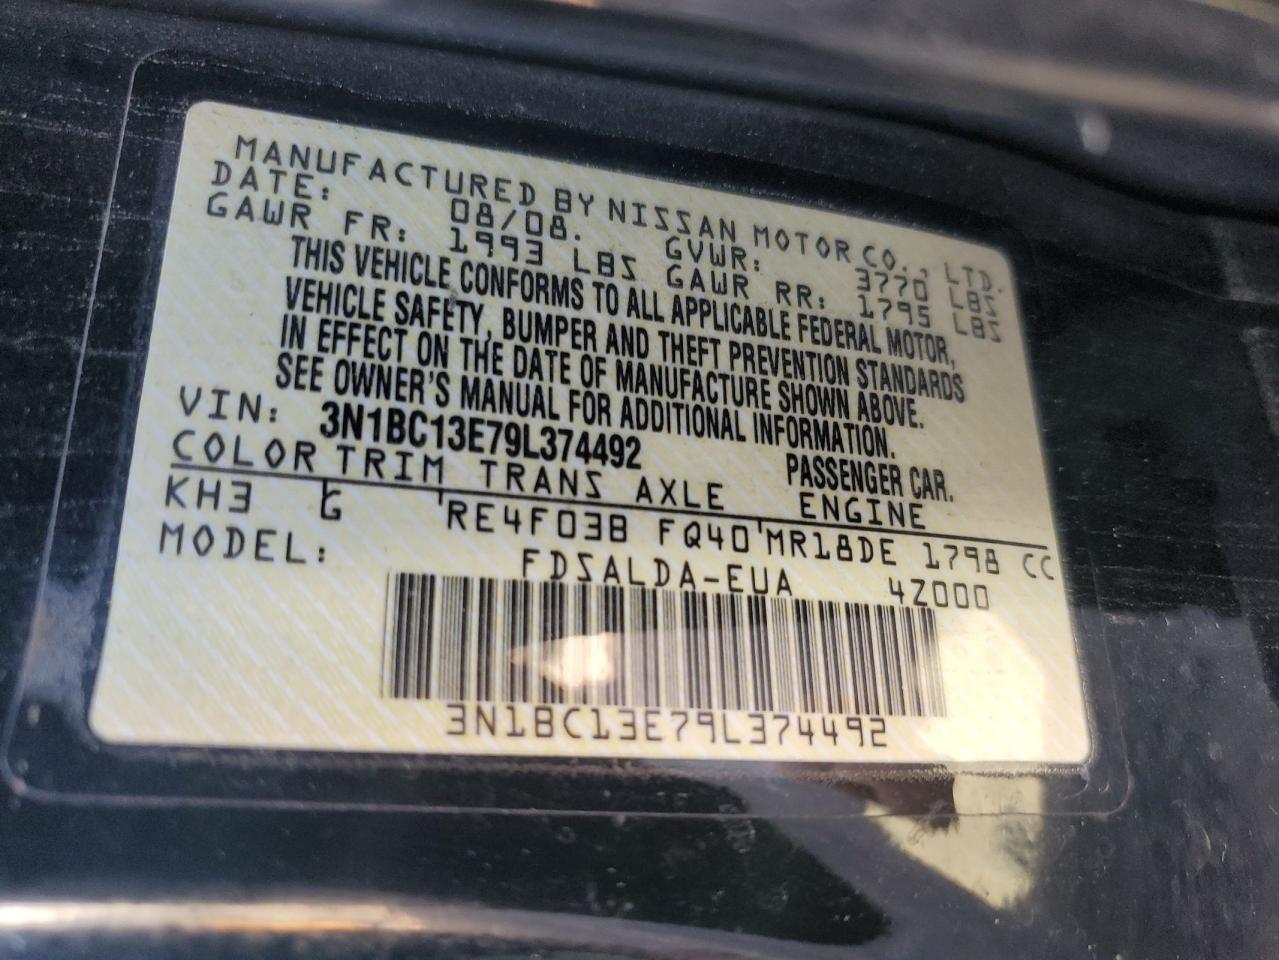 MANUFACTURED BY NISSAN MOTOR CO., LTD.
DATE: 08/08. GVWR: 3770 LBS
GAWR FR: 1993 LBS GAWR RR: 1795 LBS
THIS VEHICLE CONFORMS TO ALL APPLICABLE FEDERAL MOTOR,
VEHICLE SAFETY, BUMPER AND THEFT PREVENTION STANDARDS
IN EFFECT ON THE DATE OF MANUFACTURE SHOWN ABOVE.
SEE OWNER'S MANUAL FOR ADDITIONAL INFORMATION.
VIN: 3N1BC13E79L374492 PASSENGER CAR.
COLOR TRIM TRANS AXLE ENGINE
KH3 G RE4F03B FQ40 MR18DE 1798 CC
MODEL: FDSALDA-EUA 4Z000
3N1BC13E79L374492